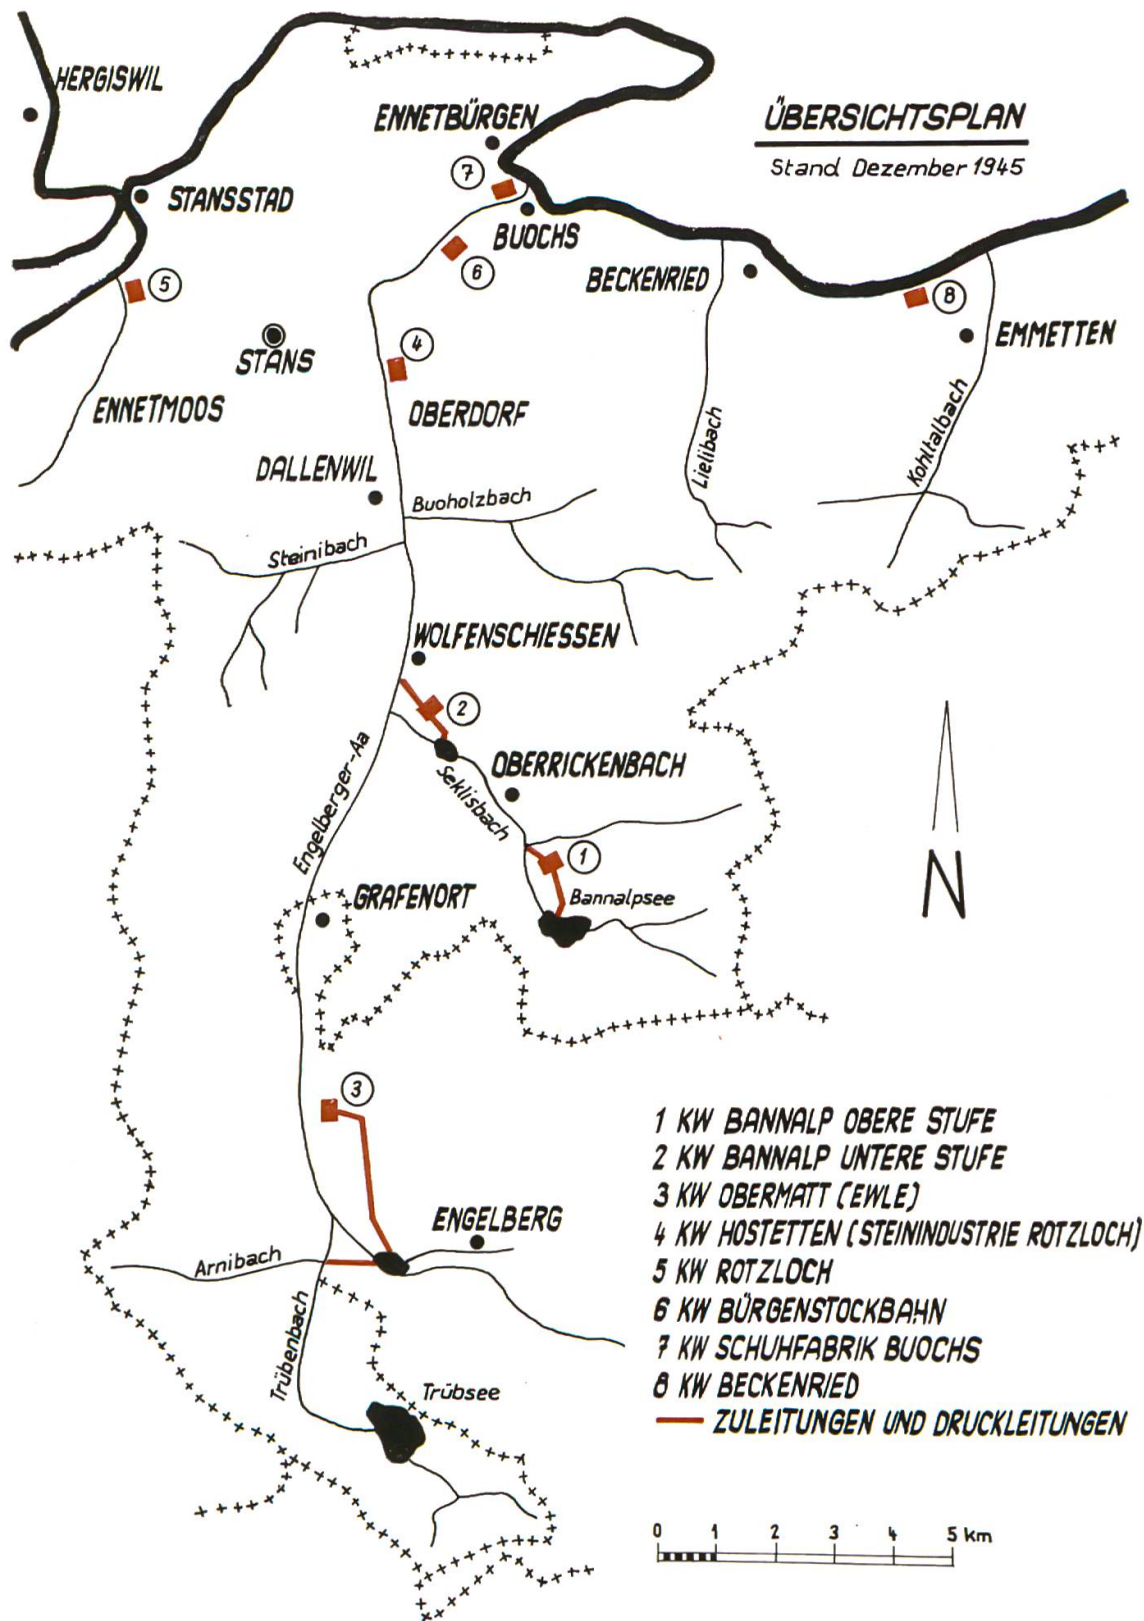 HERGISWIL
ENNETBÜRGEN
ÜBERSICHTSPLAN
Stand Dezember 1945
7
STANSSTAD
BUOCHS
6
BECKENRIED
5
8
STANS
4
EMMETTEN
ENNETMOOS
OBERDORF
Lielibach
Kohltalbach
DALLENWIL
Buoholzbach
Steinibach
WOLFENSCHIESSEN
2
Engelberger-Aa
OBERRICKENBACH
Seklisbach
1
N
GRAFENORT
Bannalpsee
3
ENGELBERG
Arnibach
Trübenbach
Trübsee
1 KW BANNALP OBERE STUFE
2 KW BANNALP UNTERE STUFE
3 KW OBERMATT (EWLE)
4 KW HOSTETTEN (STEININDUSTRIE ROTZLOCH)
5 KW ROTZLOCH
6 KW BÜRGENSTOCKBAHN
7 KW SCHUHFABRIK BUOCHS
8 KW BECKENRIED
ZULEITUNGEN UND DRUCKLEITUNGEN
0 1 2 3 4 5 km